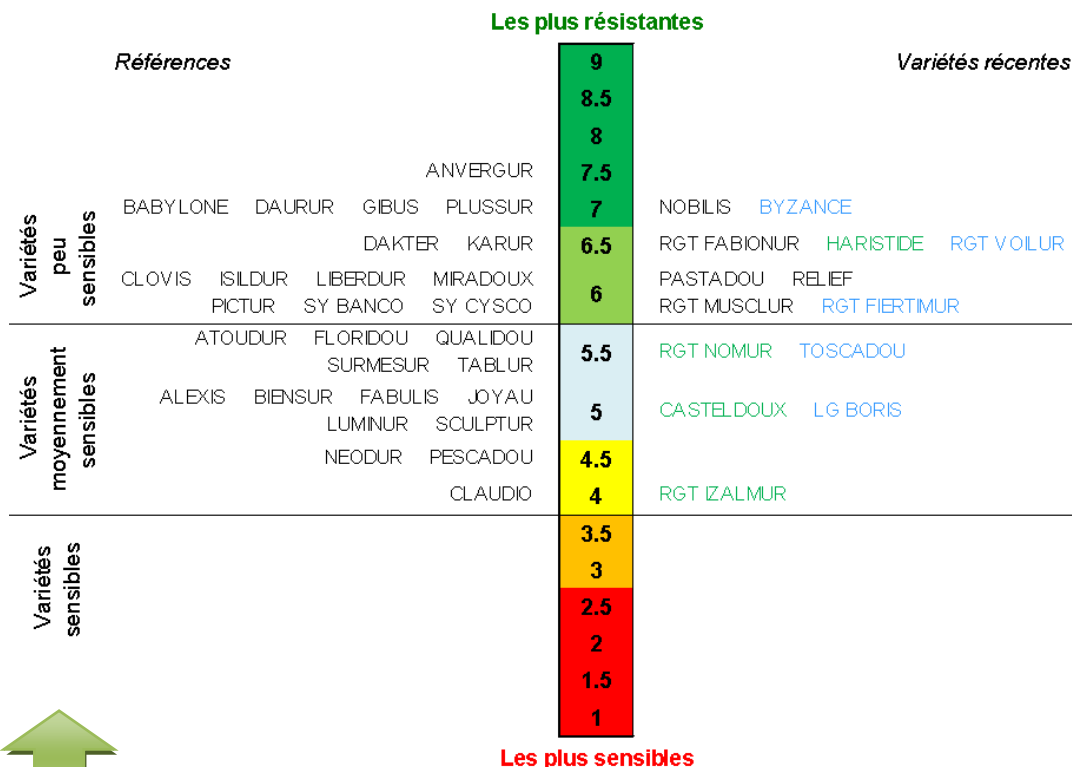 Les plus résistantes
Références 9 Variétés récentes
8.5
8
ANVERGUR 7.5
Variétés peu sensibles
BABYLONE DAURUR GIBUS PLUSSUR 7 NOBILIS BYZANCE
DAKTER KARUR 6.5 RGT FABIONUR HARISTIDE RGT VOILUR
CLOVIS ISILDUR LIBERDUR MIRADOUX 6 PASTADOU RELIEF
PICTUR SY BANCO SY CYSCO RGT MUSCLUR RGT FIERTIMUR
Variétés moyennement sensibles
ATOUDUR FLORIDOU QUALIDOU 5.5 RGT NOMUR TOSCADOU
SURMESUR TABLUR
ALEXIS BIENSUR FABULIS JOYAU 5 CASTELDOUX LG BORIS
LUMINUR SCULPTUR
NEODUR PESCADOU 4.5
CLAUDIO 4 RGT IZALMUR
Variétés sensibles
3.5
3
2.5
2
1.5
1
Les plus sensibles